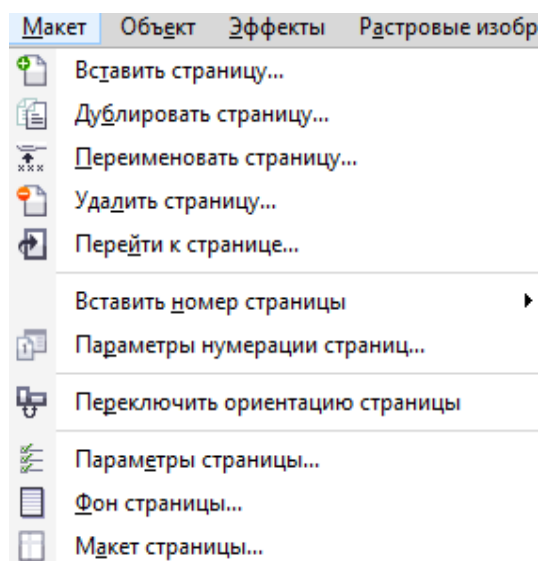 Макет Объект Эффекты Растровые изобр
Вставить страницу...
Дублировать страницу...
Переименовать страницу...
Удалить страницу...
Перейти к странице...
Вставить номер страницы
Параметры нумерации страниц...
Переключить ориентацию страницы
Параметры страницы...
Фон страницы...
Макет страницы...